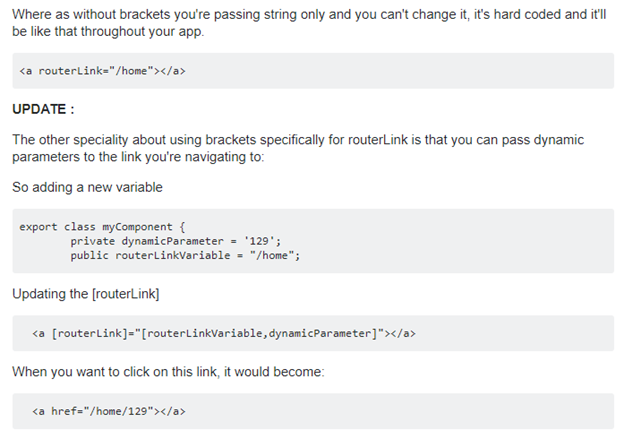 Where as without brackets you're passing string only and you can't change it, it's hard coded and it'll
be like that throughout your app.
<a routerLink="/home"></a>
UPDATE :
The other speciality about using brackets specifically for routerLink is that you can pass dynamic
parameters to the link you're navigating to:
So adding a new variable
export class myComponent {
        private dynamicParameter = '129';
        public routerLinkVariable = "/home";
Updating the [routerLink]
<a [routerLink]="[routerLinkVariable,dynamicParameter]"></a>
When you want to click on this link, it would become:
<a href="/home/129"></a>